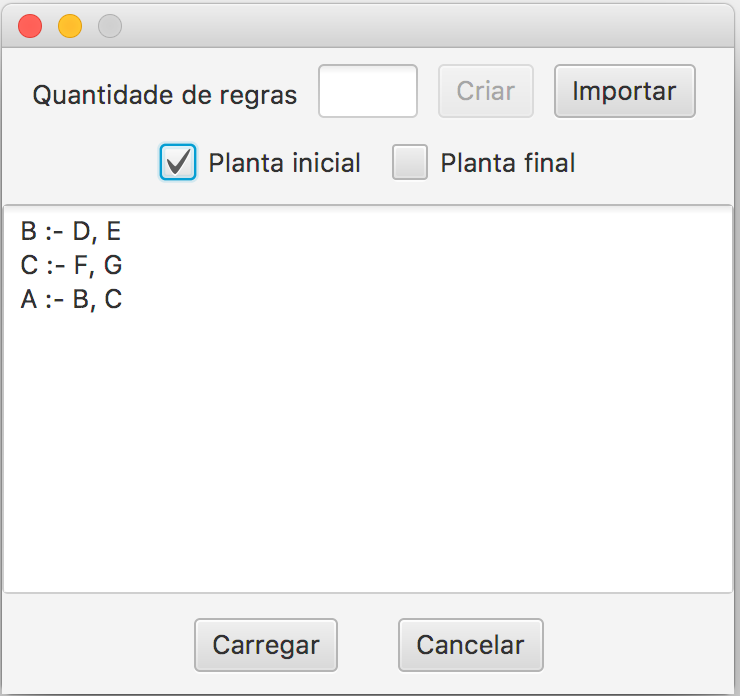 Quantidade de regras Criar Importar
Planta inicial Planta final
B :- D, E
C :- F, G
A :- B, C
Carregar Cancelar